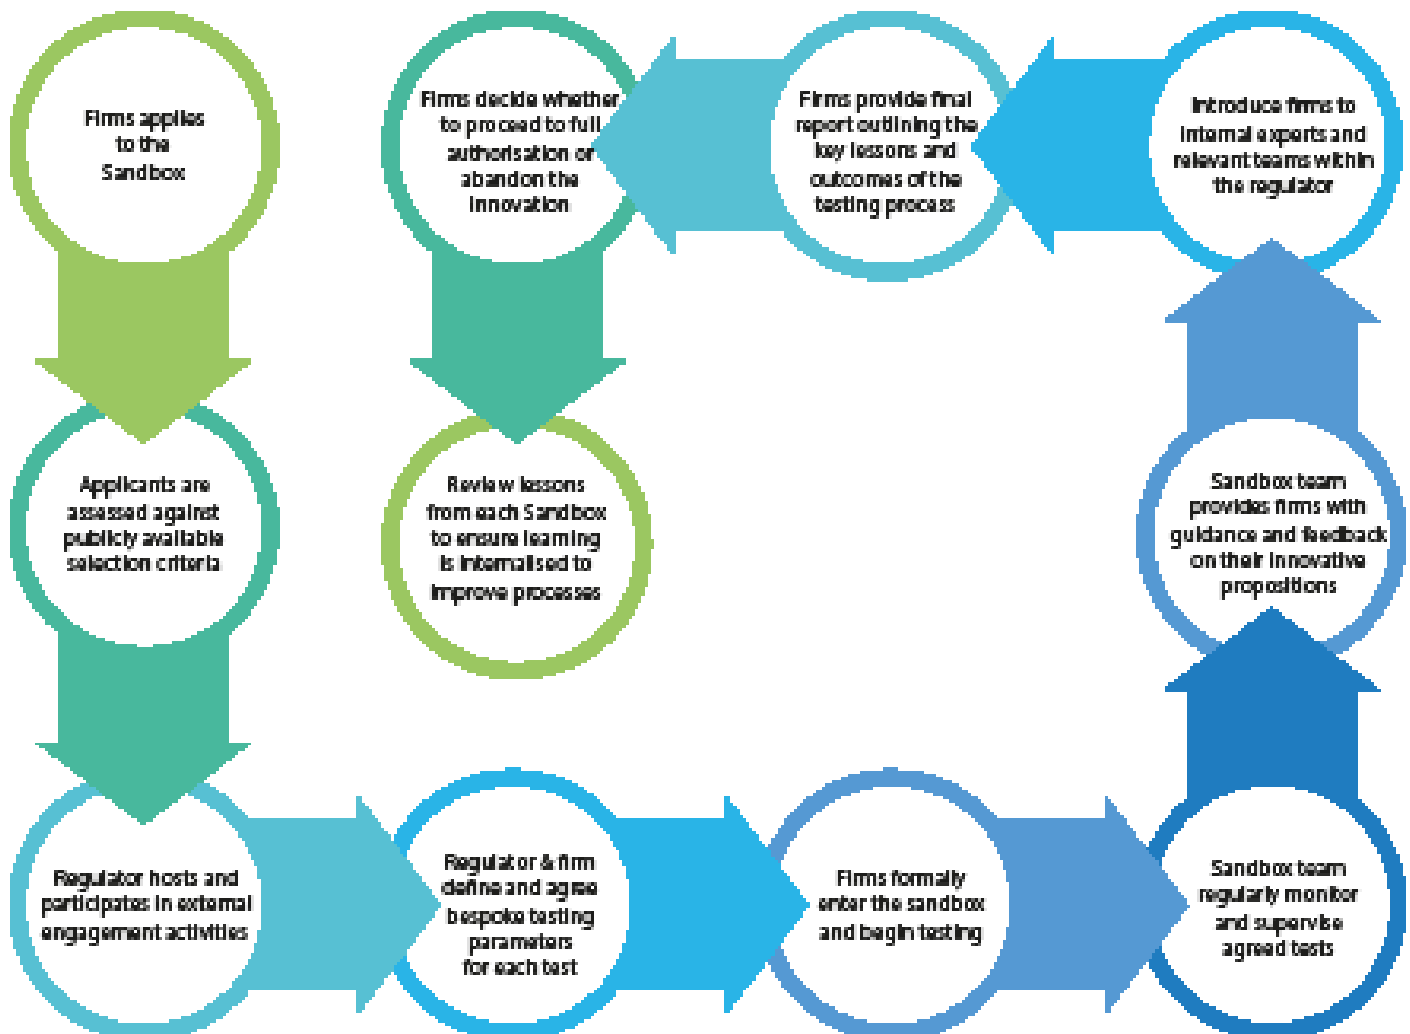 Firms applies
to the
Sandbox
Applicants are
assessed against
publicly available
selection criteria
Regulator hosts and
participates in external
engagement activities
Regulator & firm
define and agree
bespoke testing
parameters
for each test
Firms formally
enter the sandbox
and begin testing
Sandbox team
regularly monitor
and supervise
agreed tests
Sandbox team
provides firms with
guidance and feedback
on their innovative
propositions
Introduce firms to
internal experts and
relevant teams within
the regulator
Firms provide final
report outlining the
key lessons and
outcomes of the
testing process
Firms decide whether
to proceed to full
authorisation or
abandon the
innovation
Review lessons
from each Sandbox
to ensure learning
is internalised to
improve processes